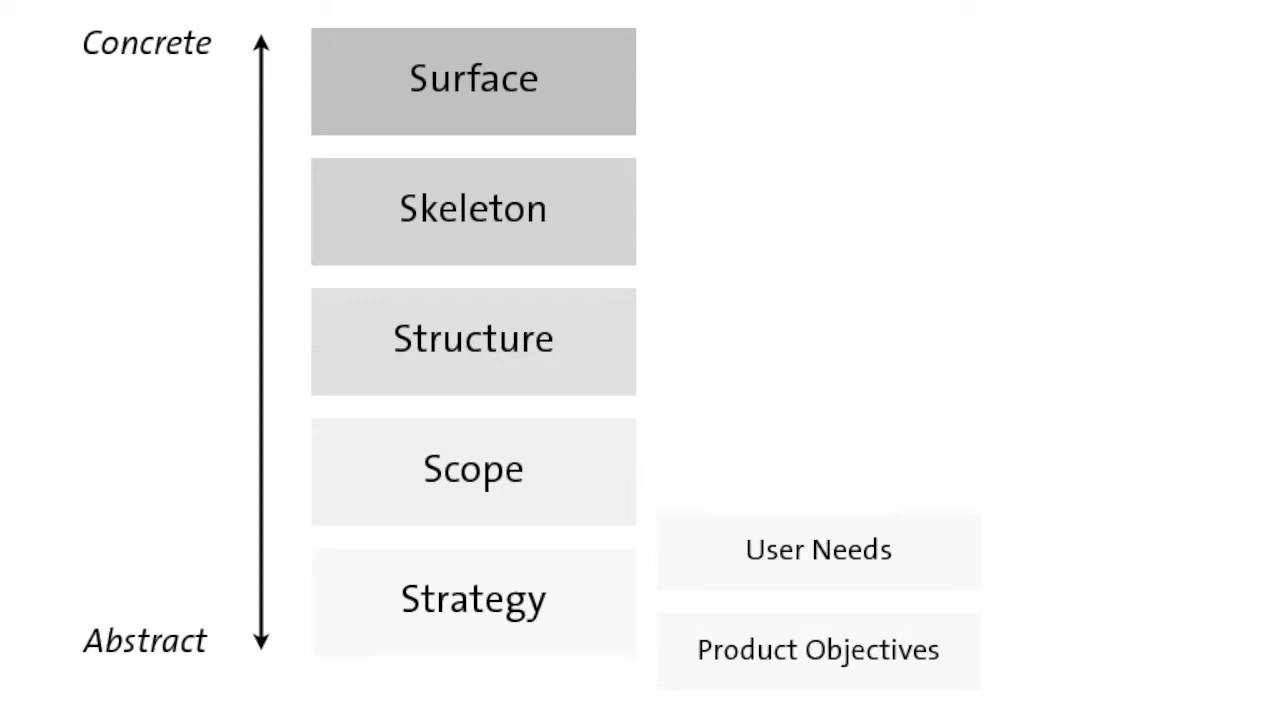 Concrete
Surface
Skeleton
Structure
Scope
User Needs
Strategy
Abstract
Product Objectives